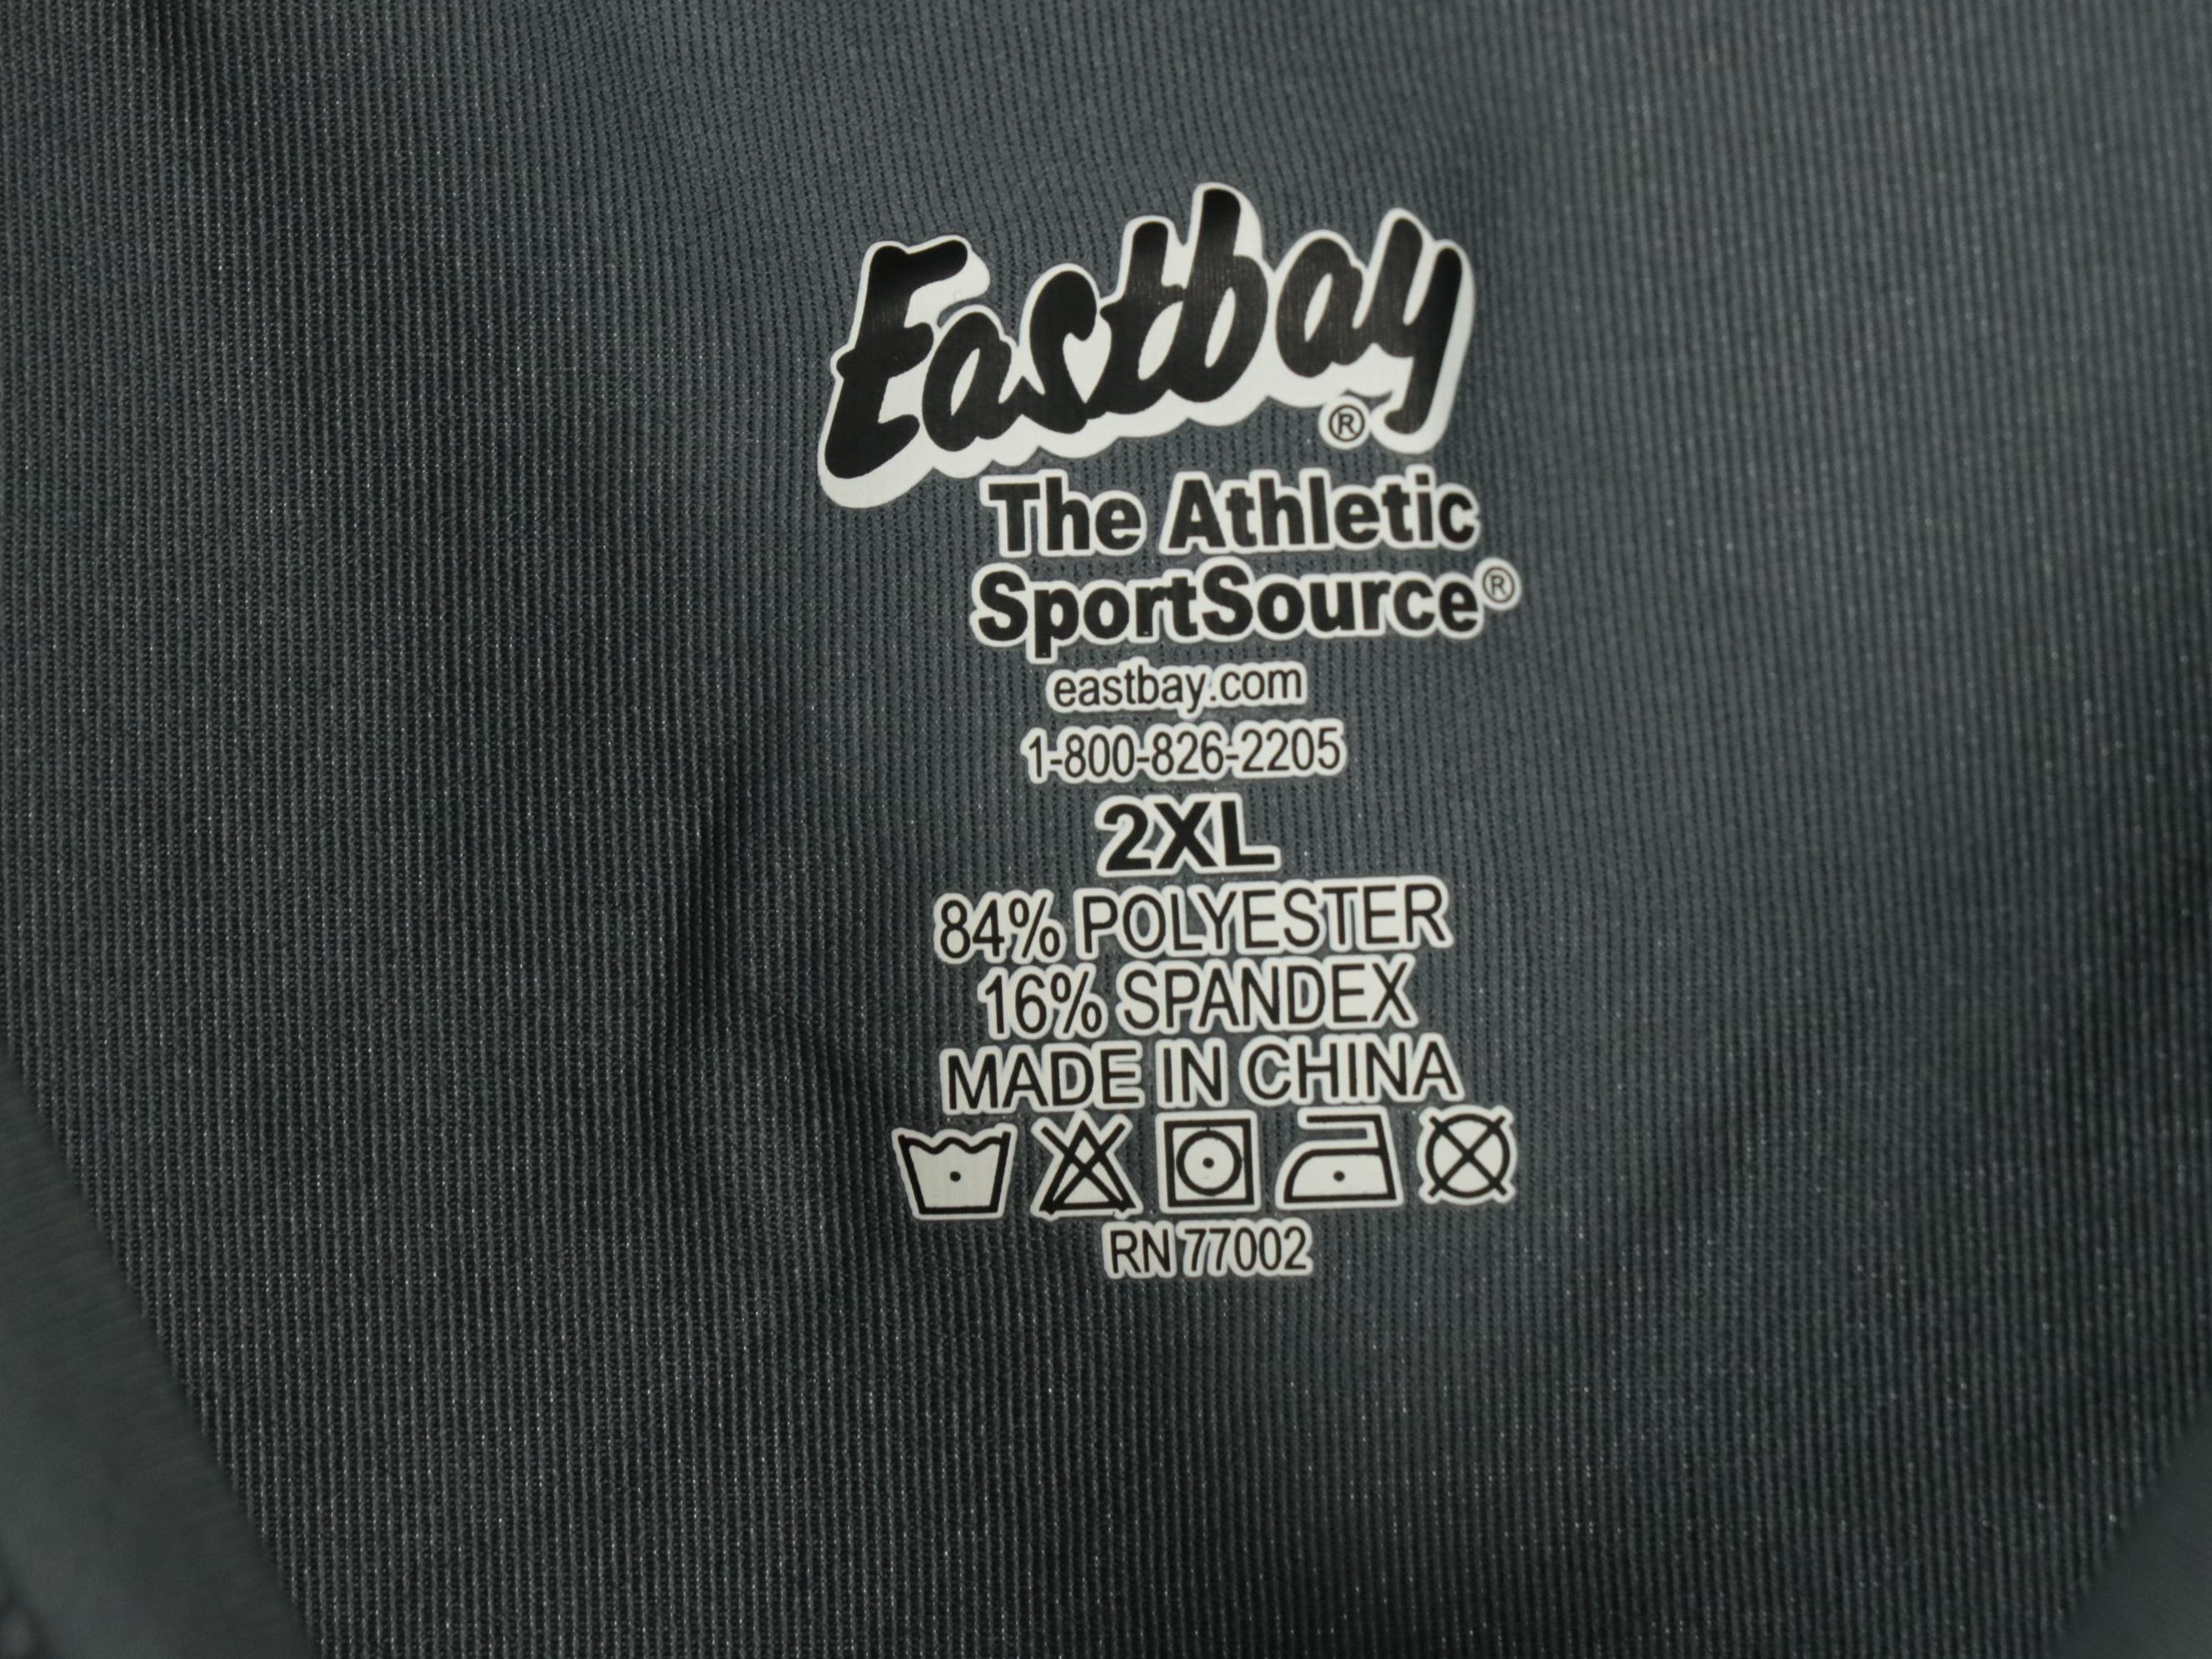 Eastbay®
The Athletic
SportSource®
eastbay.com
1-800-826-2205
2XL
84% POLYESTER
16% SPANDEX
MADE IN CHINA
RN 77002